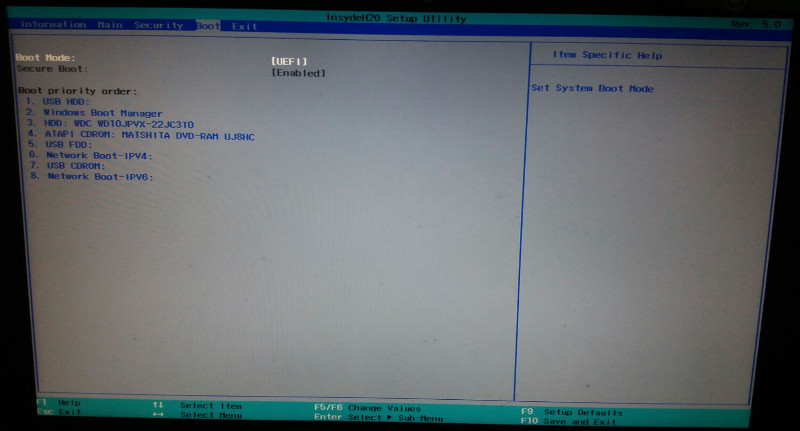 InsydeH20 Setup Utility Rev. 5.0
Information Main Security Boot Exit
Boot Mode: [UEFI]
Secure Boot: [Enabled]
Boot priority order:
1. USB HDD:
2. Windows Boot Manager
3. HDD: WDC WD10JPVX-22JC3T0
4. ATAPI CDROM: MATSHITA DVD-RAM UJ8HC
5. USB FDD:
6. Network Boot-IPV4:
7. USB CDROM:
8. Network Boot-IPV6:
Item Specific Help
Set System Boot Mode
F1 Help ↑↓ Select Item F5/F6 Change Values F9 Setup Defaults
Esc Exit ↔ Select Menu Enter Select ▶ Sub-Menu F10 Save and Exit